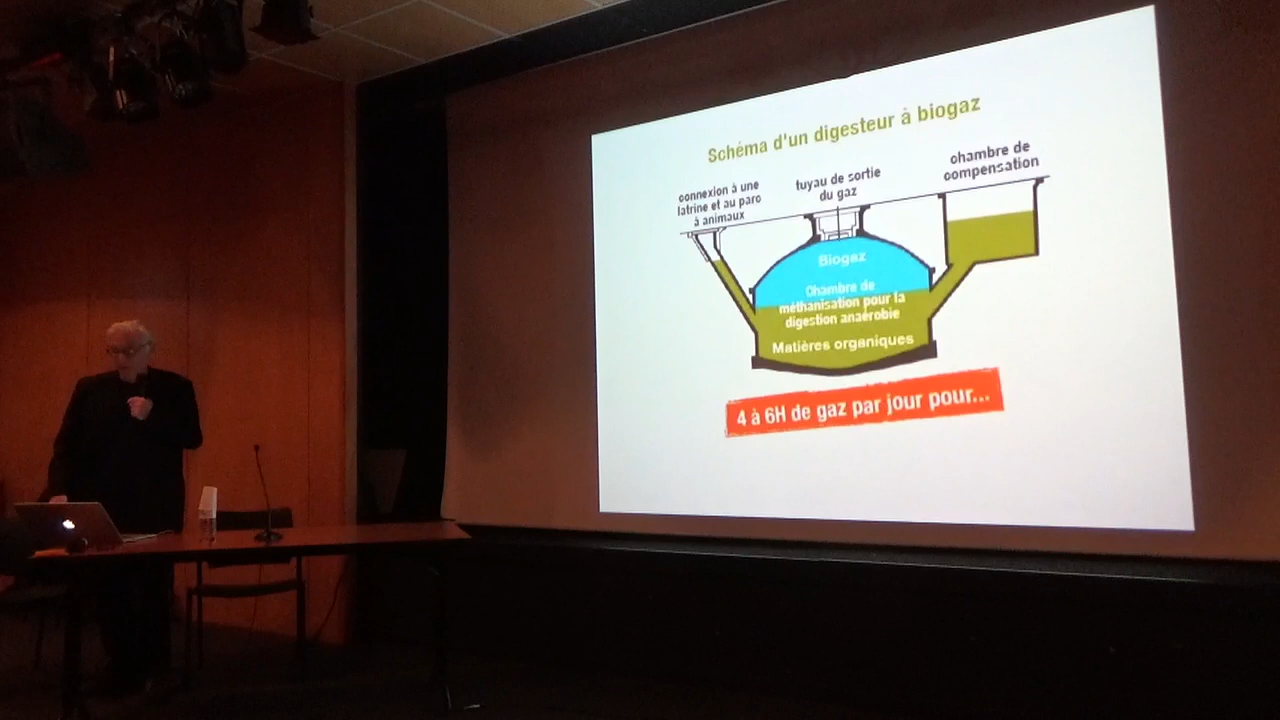 Schéma d'un digesteur à biogaz
connexion à une
latrine et au parc
à animaux
tuyau de sortie
du gaz
chambre de
compensation
Biogaz
Chambre de
méthanisation pour la
digestion anaérobie
Matières organiques
4 à 6H de gaz par jour pour...